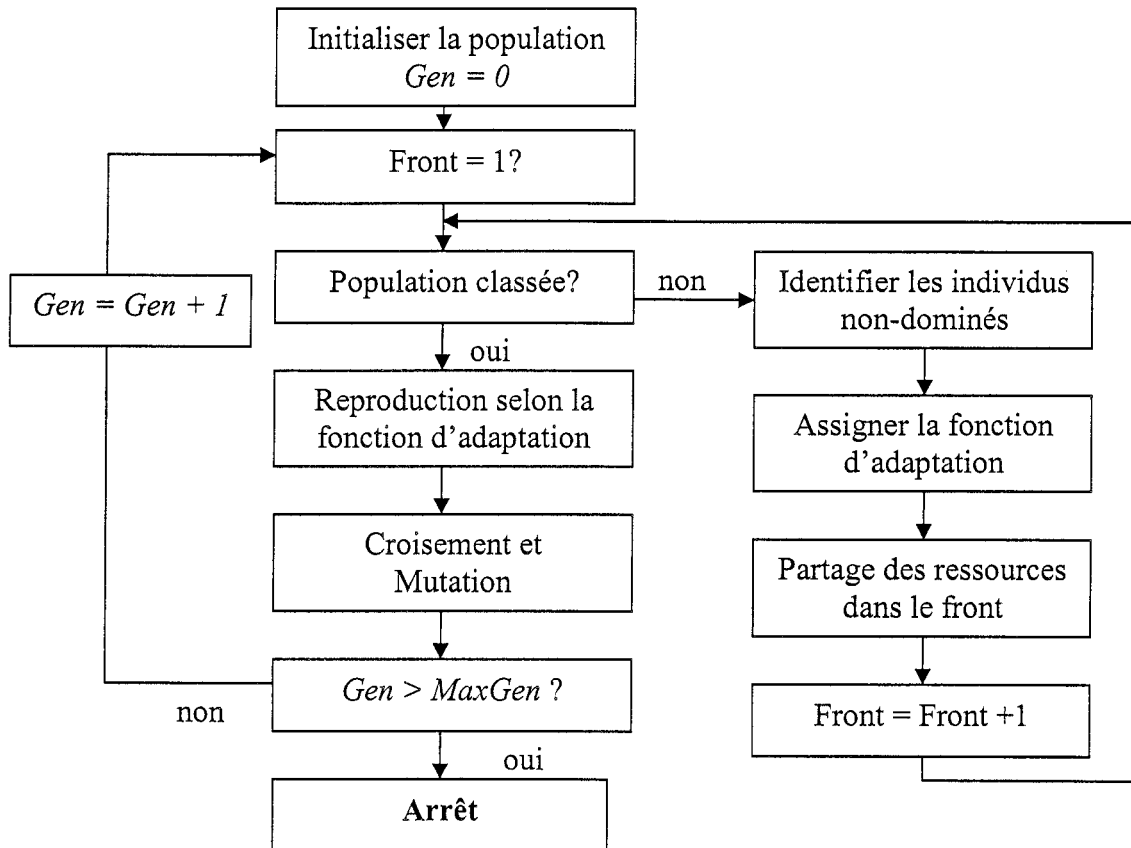 Initialiser la population
Gen = 0
Front = 1?
Population classée?
non
Identifier les individus
non-dominés
Gen = Gen + 1
oui
Reproduction selon la
fonction d'adaptation
Assigner la fonction
d'adaptation
Croisement et
Mutation
Partage des ressources
dans le front
Gen > MaxGen ?
non
Front = Front +1
oui
Arrêt